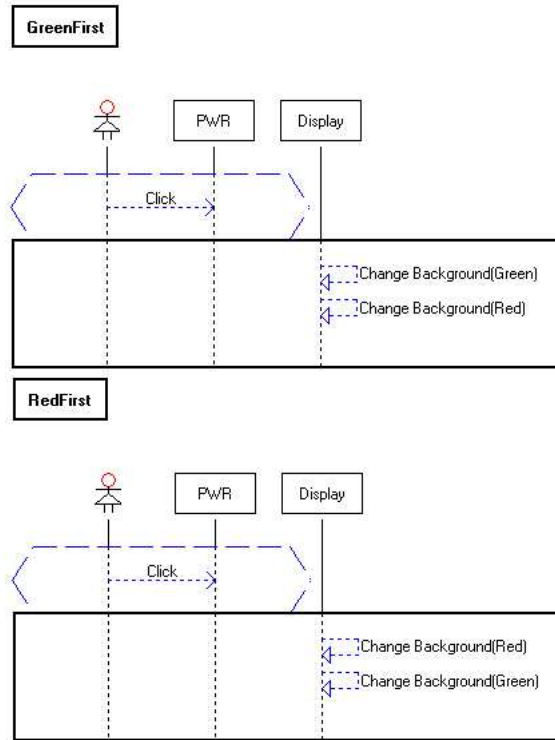 GreenFirst
PWR
Display
Click
Change Background(Green)
Change Background(Red)
RedFirst
PWR
Display
Click
Change Background(Red)
Change Background(Green)